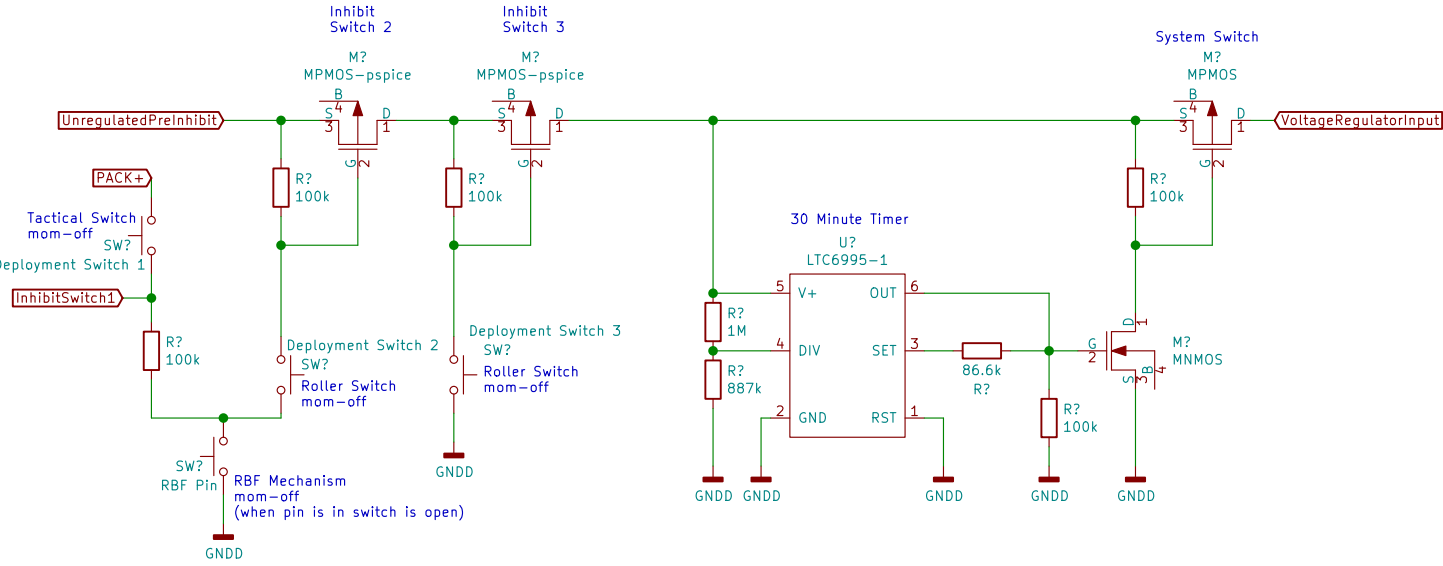 Inhibit
Switch 2
M?
MPMOS-pspice
Inhibit
Switch 3
M?
MPMOS-pspice
System Switch
M?
MPMOS
UnregulatedPreInhibit
B
4
S
3
D
1
G
2
B
4
S
3
D
1
G
2
B
4
S
3
D
1
G
2
VoltageRegulatorInput
PACK+
R?
100k
R?
100k
R?
100k
Tactical Switch
mom-off
SW?
Deployment Switch 1
InhibitSwitch1
R?
100k
30 Minute Timer
U?
LTC6995-1
5
V+
OUT
6
4
DIV
SET
3
2
GND
RST
1
R?
1M
R?
887k
86.6k
R?
R?
100k
D
1
G
2
S
3
B
4
M?
MNMOS
Deployment Switch 2
SW?
Roller Switch
mom-off
Deployment Switch 3
SW?
Roller Switch
mom-off
SW?
RBF Pin
RBF Mechanism
mom-off
(when pin is in switch is open)
GNDD
GNDD
GNDD
GNDD
GNDD
GNDD
GNDD